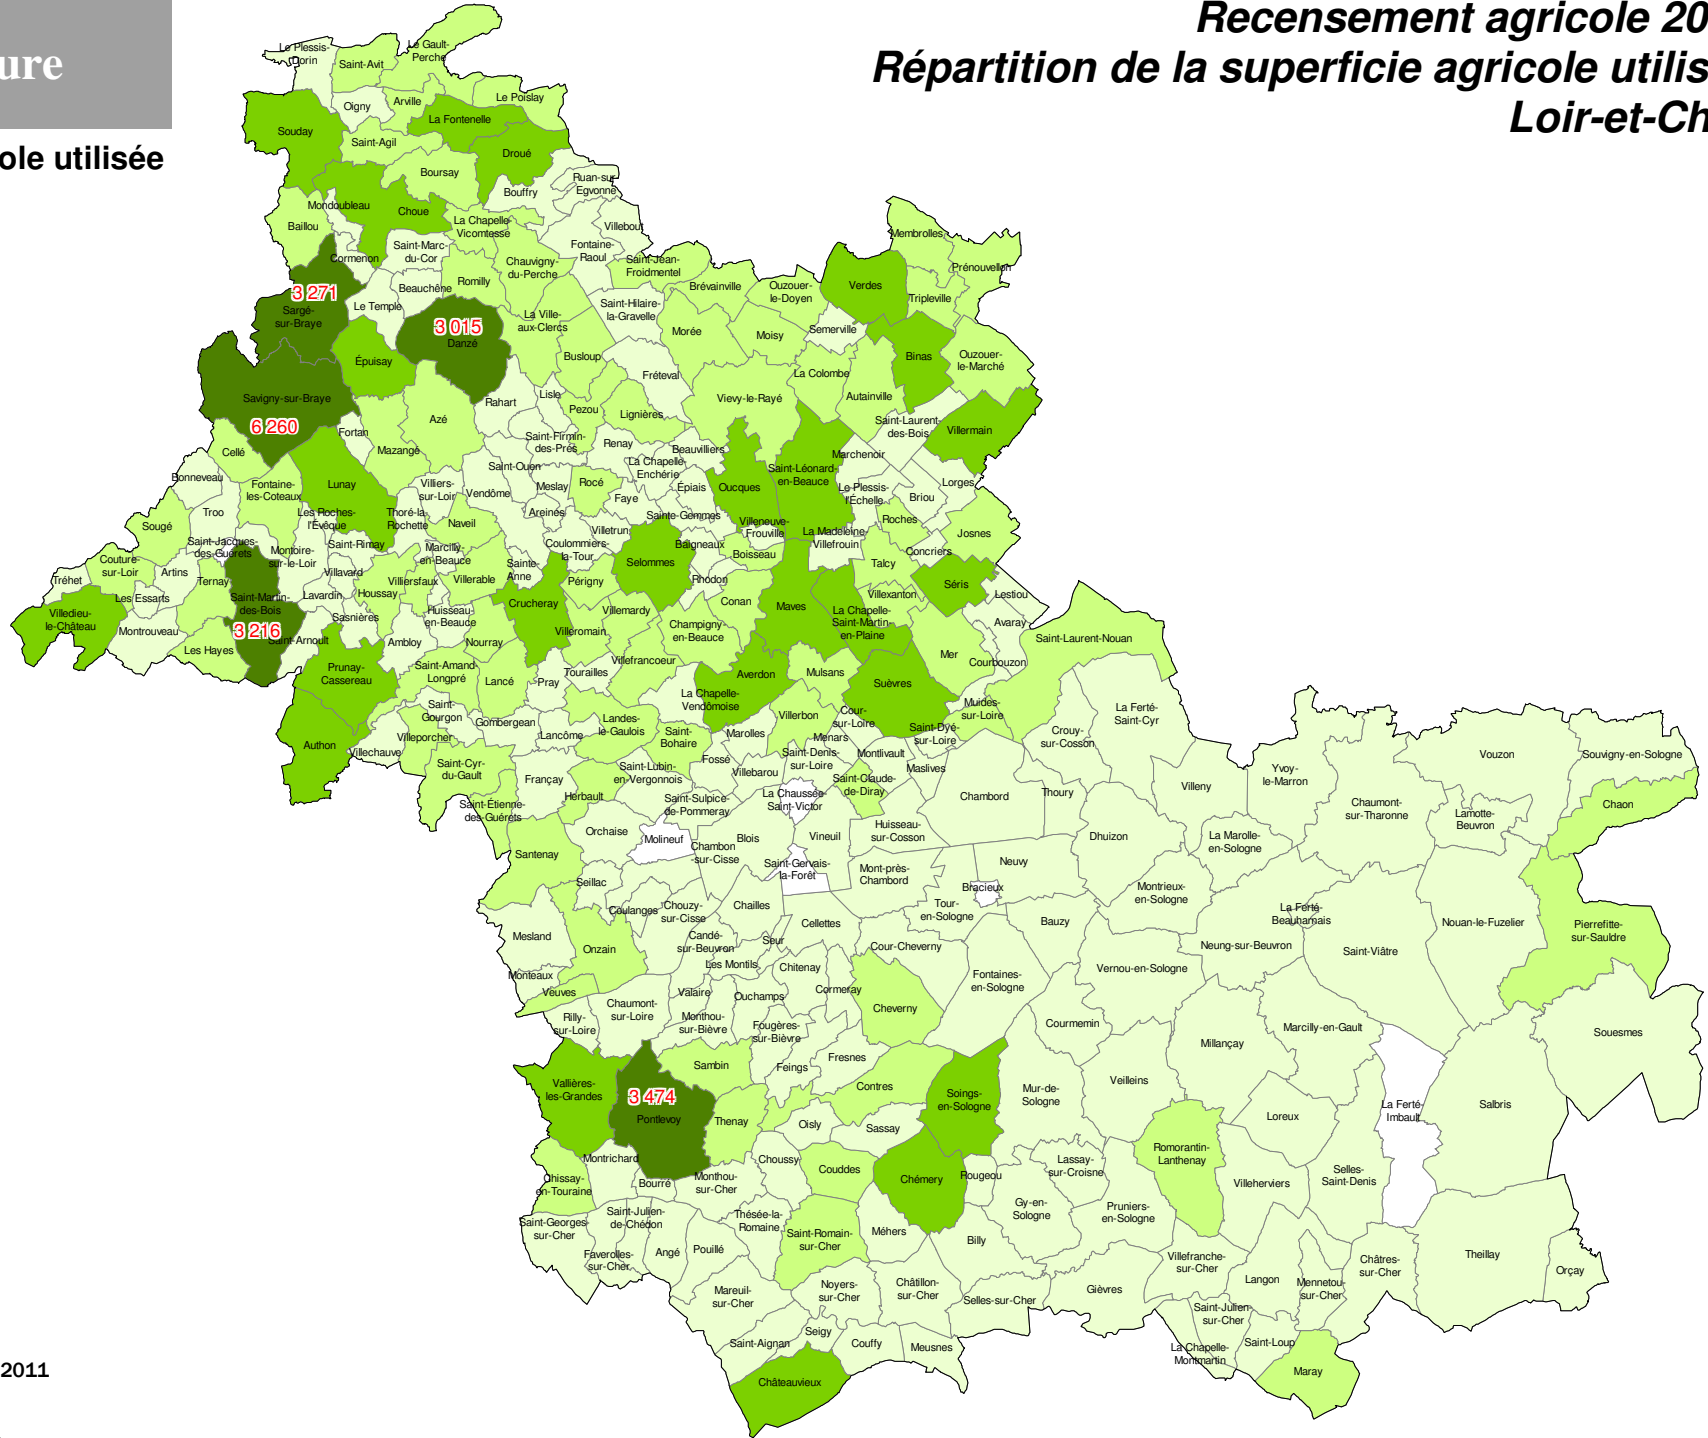 ure
ole utilisée
Recensement agricole 20
Répartition de la superficie agricole utilis
Loir-et-Ch
Le Plessis-
Dorin
Saint-Avit
Le Gault-
Perche
Oigny
Arville
Le Poislay
La Fontenelle
Souday
Saint-Agil
Droué
Boursay
Bouffry
Ruan-sur-
Egvonne
Mondoubleau
Choue
Baillou
La Chapelle-
Vicomtesse
Villebout
Fontaine-
Raoul
Saint-Marc-
du-Cor
Cormenon
Membrolles
Prénouvellon
Saint-Jean-
Froidmentel
Chauvigny-
du-Perche
Romilly
Beauchêne
Brévainville
Ouzouer-
le-Doyen
Verdes
Tripleville
3 271
Sargé-
sur-Braye
Le Temple
3 015
Danzé
La Ville-
aux-Clercs
Saint-Hilaire-
la-Gravelle
Morée
Moisy
Semerville
Binas
Ouzouer-
le-Marché
Épuisay
Busloup
Fréteval
La Colombe
Autainville
Vievy-le-Rayé
Savigny-sur-Braye
6 260
Rahart
Lisle
Pezou
Lignières
Azé
Fortan
Mazangé
Saint-Laurent-
des-Bois
Villermain
Cellé
Saint-Firmin-
des-Prés
Renay
Beauvilliers
Marchenoir
La Chapelle-
Enchérie
Saint-Léonard-
en-Beauce
Bonneveau
Fontaine-
les-Coteaux
Lunay
Villiers-
sur-Loir
Vendôme
Saint-Ouen
Meslay
Rocé
Faye
Épiais
Oucques
Le Plessis-
l'Échelle
Briou
Lorges
Sougé
Troo
Les Roches-
l'Évêque
Thoré-la-
Rochette
Naveil
Areines
Villetrun
Sainte-Gemmes
Villeneuve-
Frouville
La Madeleine-
Villefrouin
Roches
Josnes
Saint-Jacques-
des-Guérets
Montoire-
sur-le-Loir
Saint-Rimay
Marcilly-
en-Beauce
Coulommiers-
la-Tour
Baigneaux
Boisseau
Concriers
Talcy
Couture-
sur-Loir
Artins
Ternay
Villavard
Villiersfaux
Villerable
Sainte-
Anne
Périgny
Selommes
Rhodon
Séris
Tréhet
Les Essarts
Saint-Martin-
des-Bois
3 216
Lavardin
Houssay
Huisseau-
en-Beauce
Crucheray
Villemardy
Conan
Maves
La Chapelle-
Saint-Martin-
en-Plaine
Villexanton
Lestiou
Avaray
Villedieu-
le-Château
Montrouveau
Les Hayes
Saint-Arnoult
Sasnières
Ambloy
Nourray
Villeromain
Champigny-
en-Beauce
Mer
Courbouzon
Saint-Laurent-Nouan
Prunay-
Cassereau
Saint-Amand
Longpré
Lancé
Pray
Tourailles
Villefrancoeur
Averdon
Mulsans
Suèvres
La Chapelle-
Vendômoise
Saint-
Gourgon
Gombergean
Lancôme
Landes-
le-Gaulois
Saint-
Bohaire
Marolles
Villerbon
Cour-
sur-Loire
Menars
Saint-Dyé-
sur-Loire
Muides-
sur-Loire
Crouy-
sur-Cosson
La Ferté-
Saint-Cyr
Authon
Villechauve
Villeporcher
Saint-Cyr-
du-Gault
Françay
Saint-Lubin-
en-Vergonnois
Fossé
Villebarou
Saint-Denis-
sur-Loire
Montlivault
Maslives
Saint-Claude-
de-Diray
Saint-Étienne-
des-Guérets
Herbault
Saint-Sulpice-
de-Pommeray
La Chaussée-
Saint-Victor
Chambord
Thoury
Villeny
Yvoy-
le-Marron
Vouzon
Souvigny-en-Sologne
Chaon
Chaumont-
sur-Tharonne
Lamotte-
Beuvron
Santenay
Orchaise
Molineuf
Chambon
-sur-Cisse
Blois
Vineuil
Huisseau-
sur-Cosson
Dhuizon
La Marolle-
en-Sologne
Saint-Gervais-
la-Forêt
Mont-près-
Chambord
Neuvy
Bracieux
Montrieux-
en-Sologne
Seillac
Coulanges
Chouzy-
sur-Cisse
Chailles
Cellettes
Tour-
en-Sologne
Bauzy
La Ferté-
Beauharnais
Neung-sur-Beuvron
Nouan-le-Fuzelier
Pierrefitte-
sur-Sauldre
Mesland
Onzain
Candé-
sur-Beuvron
Seur
Les Montils
Chitenay
Cour-Cheverny
Saint-Viâtre
Monteaux
Veuves
Valaire
Ouchamps
Cormeray
Cheverny
Fontaines-
en-Sologne
Vernou-en-Sologne
Rilly-
sur-Loire
Chaumont-
sur-Loire
Monthou-
sur-Bièvre
Fougères-
sur-Bièvre
Courmemin
Millançay
Marcilly-en-Gault
Souesmes
Sambin
Feings
Fresnes
Contres
Soings-
en-Sologne
Mur-de-
Sologne
Veilleins
Loreux
La Ferté-
Imbault
Salbris
Vallières-
les-Grandes
3 474
Pontlevoy
Thenay
Oisly
Sassay
Romorantin-
Lanthenay
Montrichard
Bourré
Monthou-
sur-Cher
Choussy
Couddes
Chémery
Rougeou
Lassay-
sur-Croisne
Villeherviers
Selles-
Saint-Denis
Chissay-
en-Touraine
Saint-Georges-
sur-Cher
Saint-Julien-
de-Chédon
Thésée-la-
Romaine
Saint-Romain-
sur-Cher
Méhers
Billy
Gy-en-
Sologne
Pruniers-
en-Sologne
Faverolles-
sur-Cher
Angé
Pouillé
Mareuil-
sur-Cher
Noyers-
sur-Cher
Châtillon-
sur-Cher
Selles-sur-Cher
Gièvres
Villefranche-
sur-Cher
Langon
Mennetou-
sur-Cher
Châtres-
sur-Cher
Theillay
Orçay
Saint-Julien-
sur-Cher
Saint-Loup
La Chapelle-
Montmartin
Maray
Saint-Aignan
Seigy
Couffy
Meusnes
Châteauvieux
2011